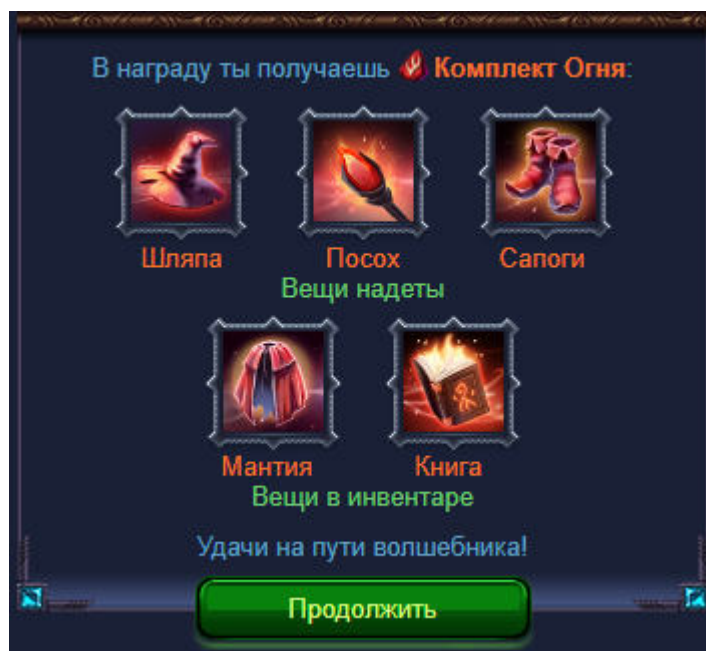 В награду ты получаешь Комплект Огня:
Шляпа Посох Сапоги
Вещи надеты
Мантия Книга
Вещи в инвентаре
Удачи на пути волшебника!
Продолжить